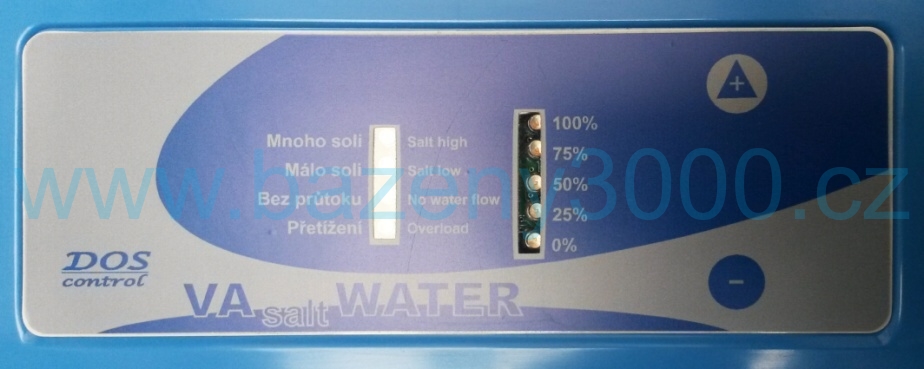 Mnoho soli Salt high
Málo soli Salt low
Bez průtoku No water flow
Přetížení Overload
100%
75%
50%
25%
0%
+
-
DOS
control
VA salt WATER
www.bazeny3000.cz